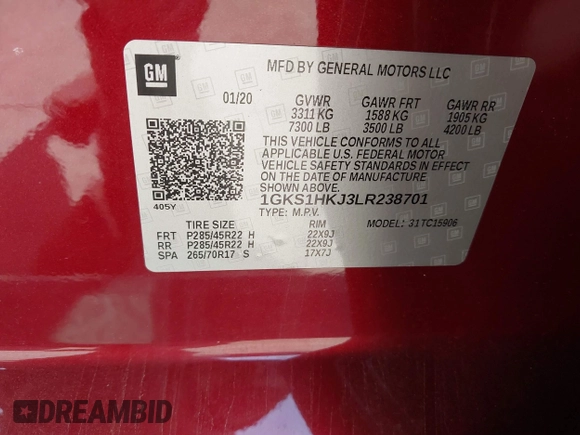 GM
MFD BY GENERAL MOTORS LLC
01/20 GVWR GAWR FRT GAWR RR
3311 KG 1588 KG 1905 KG
7300 LB 3500 LB 4200 LB
THIS VEHICLE CONFORMS TO ALL
APPLICABLE U.S. FEDERAL MOTOR
VEHICLE SAFETY STANDARDS IN EFFECT
ON THE DATE OF MANUFACTURE
SHOWN ABOVE.
1GKS1HKJ3LR238701
405Y
TYPE: M.P.V. MODEL: 31TC15906
TIRE SIZE RIM
FRT P285/45R22 H 22X9J
RR P285/45R22 H 22X9J
SPA 265/70R17 S 17X7J
DREAMBID